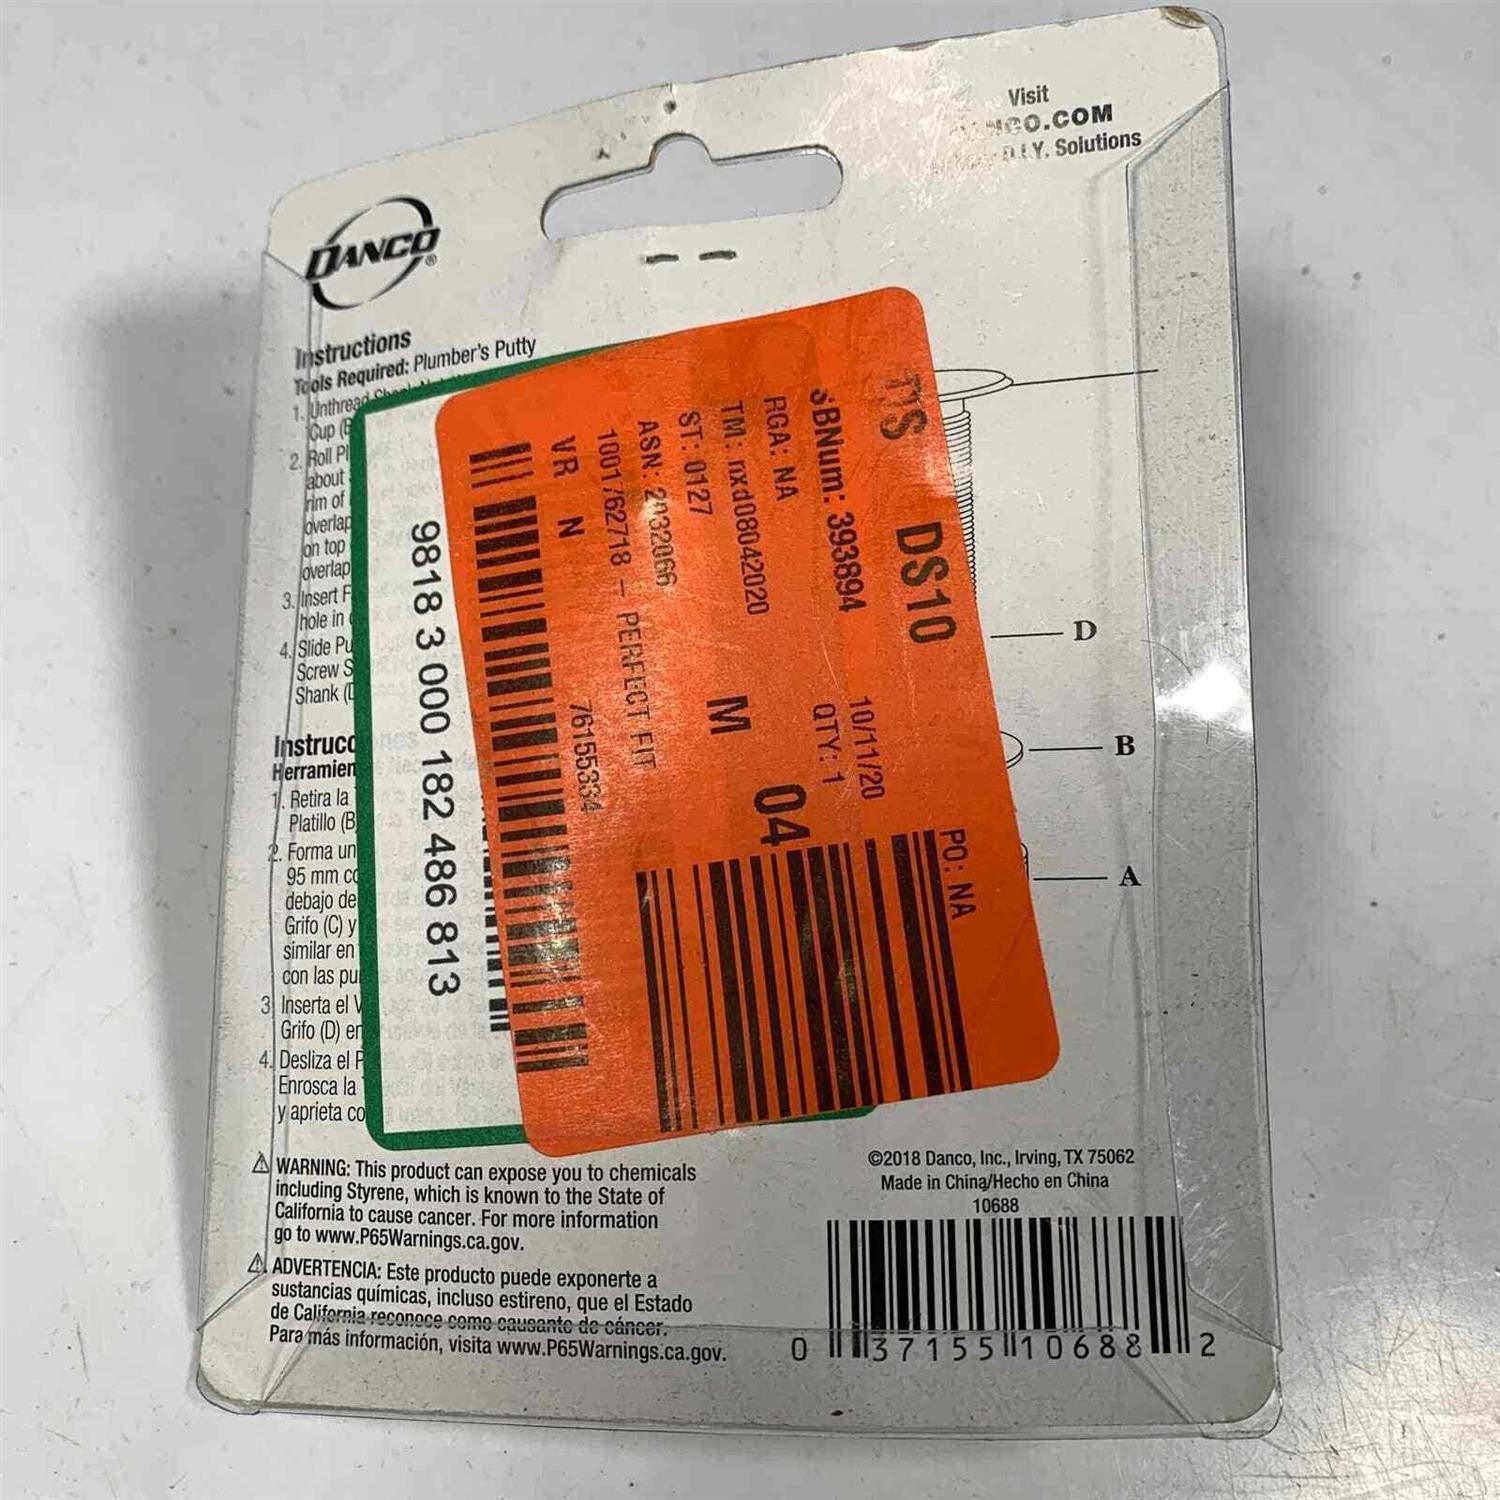 Visit
.COM
D.I.Y. Solutions
DANCO®
Instructions
Tools Required: Plumber's Putty
1. Unthread
Cup
2. Roll
about
rim of
overlap
on top
overlap
3. Insert
hole in
4. Slide
Screw
Shank
Instrucciones
1. Retira la
Platillo (B)
2. Forma un
95 mm
debajo de
Grifo (C) y
similar en
con las
3. Inserta el
Grifo (D)
4. Desliza el
Enrosca la
y aprieta
9818 3 000 182 486 813
VR N
76155334
1001762718 - PERFECT FIT
ASN: 2032066
ST: 0127
M
TM: nxd08042020
RGA: NA
04
SBNum: 393894
QTY: 1
10/11/20
DS DS10
PO: NA
D
B
A
⚠ WARNING: This product can expose you to chemicals
including Styrene, which is known to the State of
California to cause cancer. For more information
go to www.P65Warnings.ca.gov.
⚠ ADVERTENCIA: Este producto puede exponerte a
sustancias químicas, incluso estireno, que el Estado
de California reconoce como causante de cáncer.
Para más información, visita www.P65Warnings.ca.gov.
©2018 Danco, Inc., Irving, TX 75062
Made in China/Hecho en China
10688
0 37155 10688 2